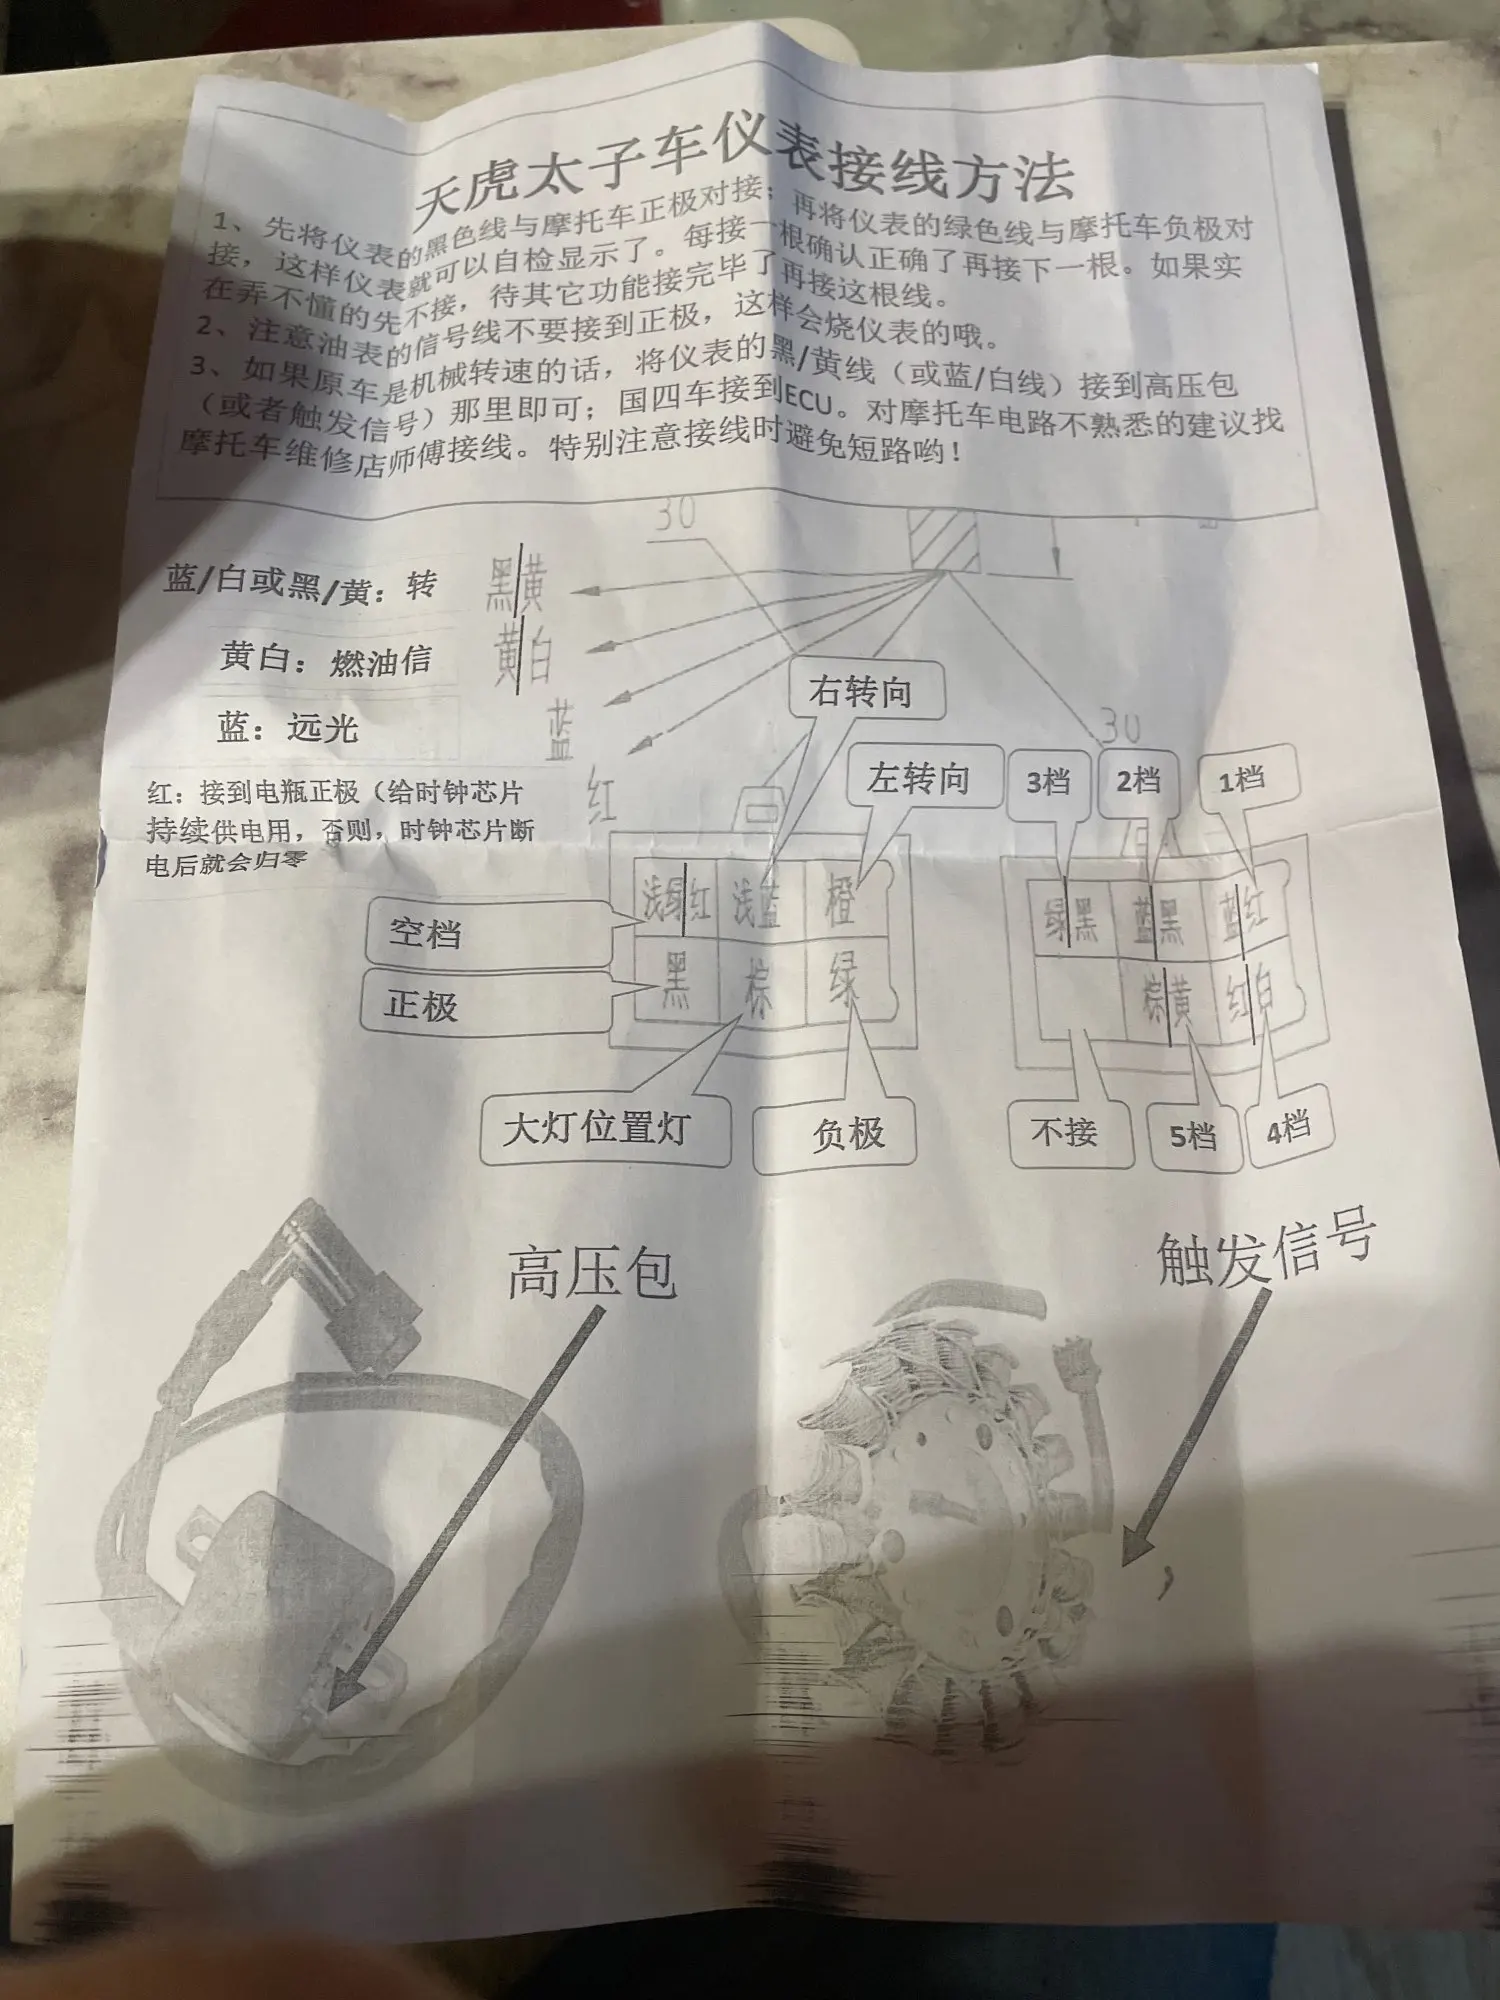 天虎太子车仪表接线方法
1、先将仪表的黑色线与摩托车正极对接；再将仪表的绿色线与摩托车负极对
接，这样仪表就可以自检显示了。每接一根确认正确了再接下一根。如果实
在弄不懂的先不接，待其它功能接完毕了再接这根线。
2、注意油表的信号线不要接到正极，这样会烧仪表的哦。
3、如果原车是机械转速的话，将仪表的黑/黄线（或蓝/白线）接到高压包
（或者触发信号）那里即可；国四车接到ECU。对摩托车电路不熟悉的建议找
摩托车维修店师傅接线。特别注意接线时避免短路哟！
30
蓝/白或黑/黄：转
黑 黄
黄白：燃油信
黄 白
蓝：远光
蓝
红：接到电瓶正极（给时钟芯片
持续供电用，否则，时钟芯片断
电后就会归零
红
右转向
左转向
30
3档
2档
1档
浅绿 红
浅蓝
橙
绿 黑
蓝 黑
蓝 红
空档
正极
黑
棕
绿
棕 黄
红 白
大灯位置灯
负极
不接
5档
4档
高压包
触发信号